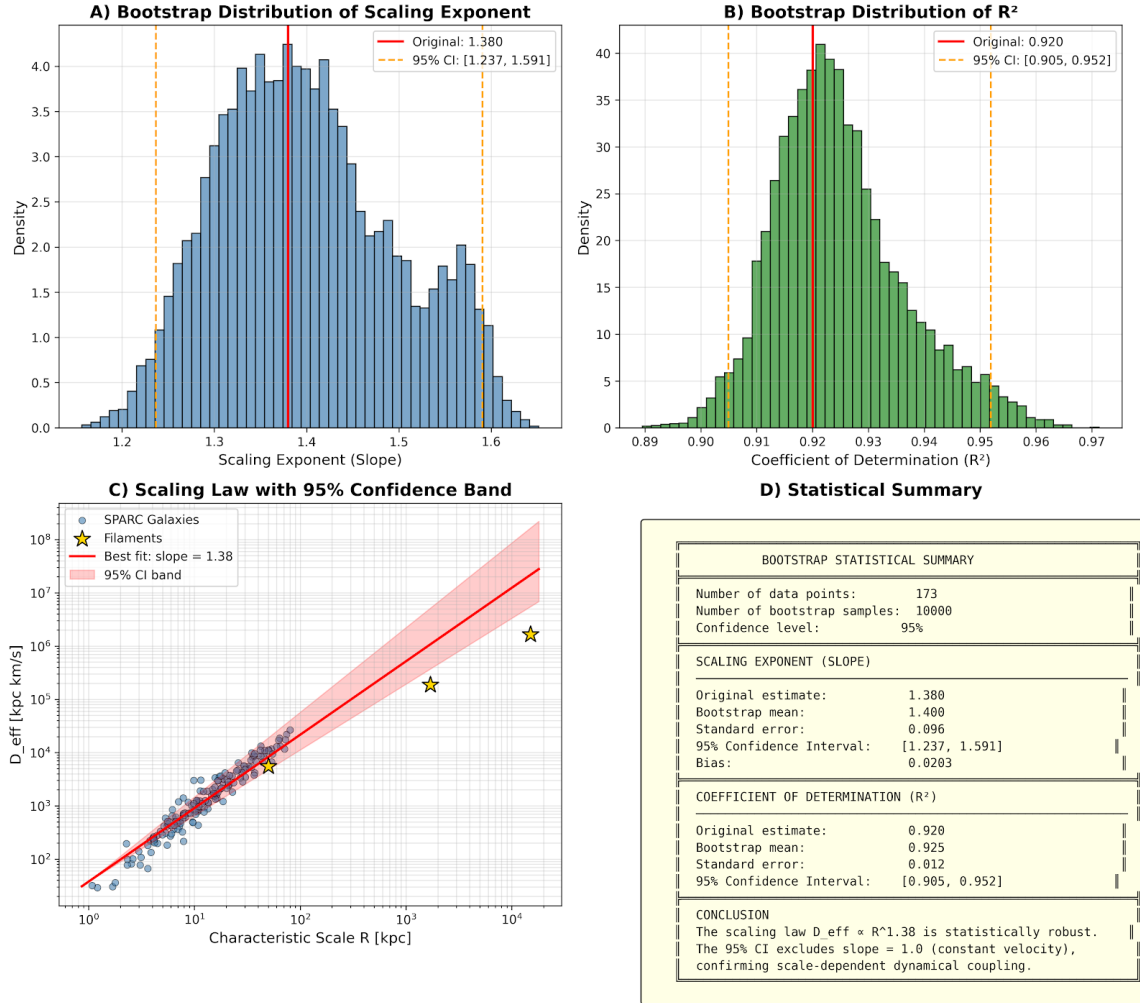 A) Bootstrap Distribution of Scaling Exponent
Original: 1.380
95% CI: [1.237, 1.591]
4.0
3.5
3.0
2.5
2.0
1.5
1.0
0.5
0.0
Density
1.2
1.3
1.4
1.5
1.6
Scaling Exponent (Slope)
B) Bootstrap Distribution of R²
Original: 0.920
95% CI: [0.905, 0.952]
40
35
30
25
20
15
10
5
0
Density
0.89
0.90
0.91
0.92
0.93
0.94
0.95
0.96
0.97
Coefficient of Determination (R²)
C) Scaling Law with 95% Confidence Band
SPARC Galaxies
Filaments
Best fit: slope = 1.38
95% CI band
10⁸
10⁷
10⁶
10⁵
10⁴
10³
10²
D_eff [kpc km/s]
10⁰
10¹
10²
10³
10⁴
Characteristic Scale R [kpc]
D) Statistical Summary
BOOTSTRAP STATISTICAL SUMMARY
Number of data points: 173
Number of bootstrap samples: 10000
Confidence level: 95%
SCALING EXPONENT (SLOPE)
Original estimate: 1.380
Bootstrap mean: 1.400
Standard error: 0.096
95% Confidence Interval: [1.237, 1.591]
Bias: 0.0203
COEFFICIENT OF DETERMINATION (R²)
Original estimate: 0.920
Bootstrap mean: 0.925
Standard error: 0.012
95% Confidence Interval: [0.905, 0.952]
CONCLUSION
The scaling law D_eff ∝ R^1.38 is statistically robust.
The 95% CI excludes slope = 1.0 (constant velocity),
confirming scale-dependent dynamical coupling.